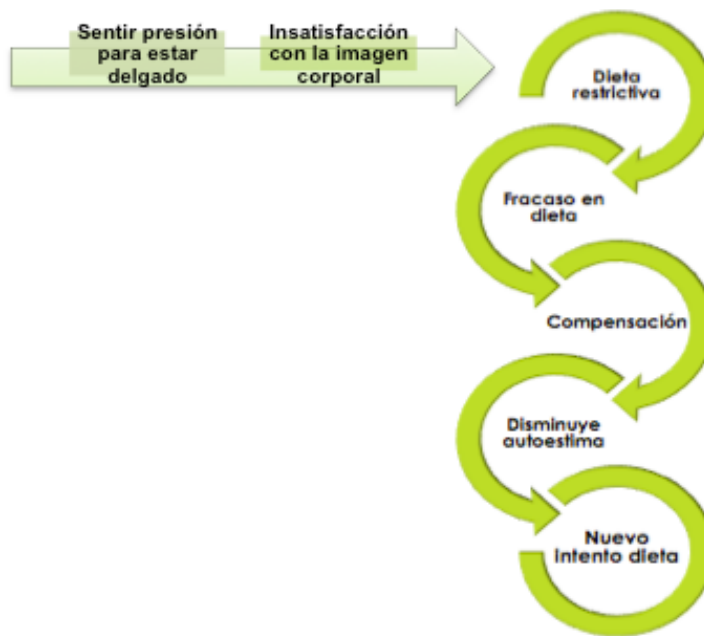 Sentir presión
para estar
delgado
Insatisfacción
con la imagen
corporal
Dieta
restrictiva
Fracaso en
dieta
Compensación
Disminuye
autoestima
Nuevo
intento dieta